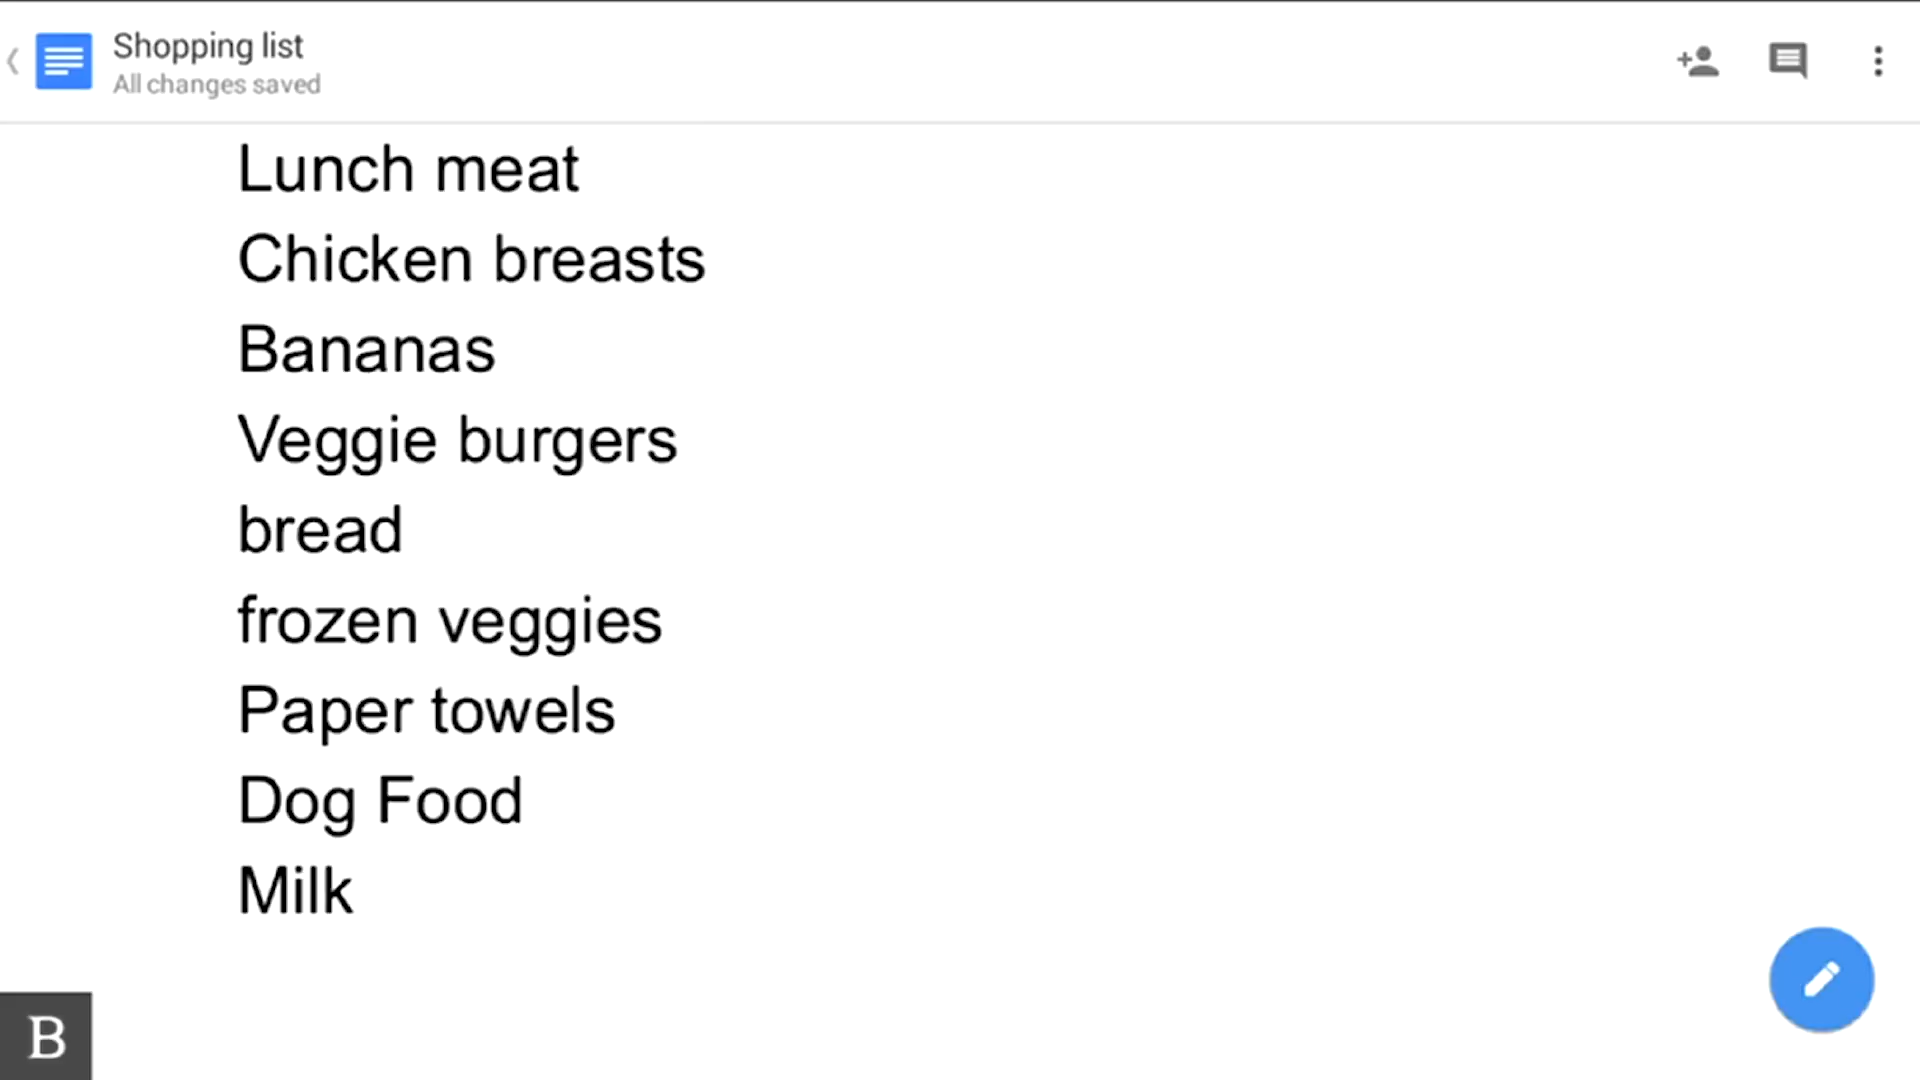 Shopping list
All changes saved
Lunch meat
Chicken breasts
Bananas
Veggie burgers
bread
frozen veggies
Paper towels
Dog Food
Milk
B